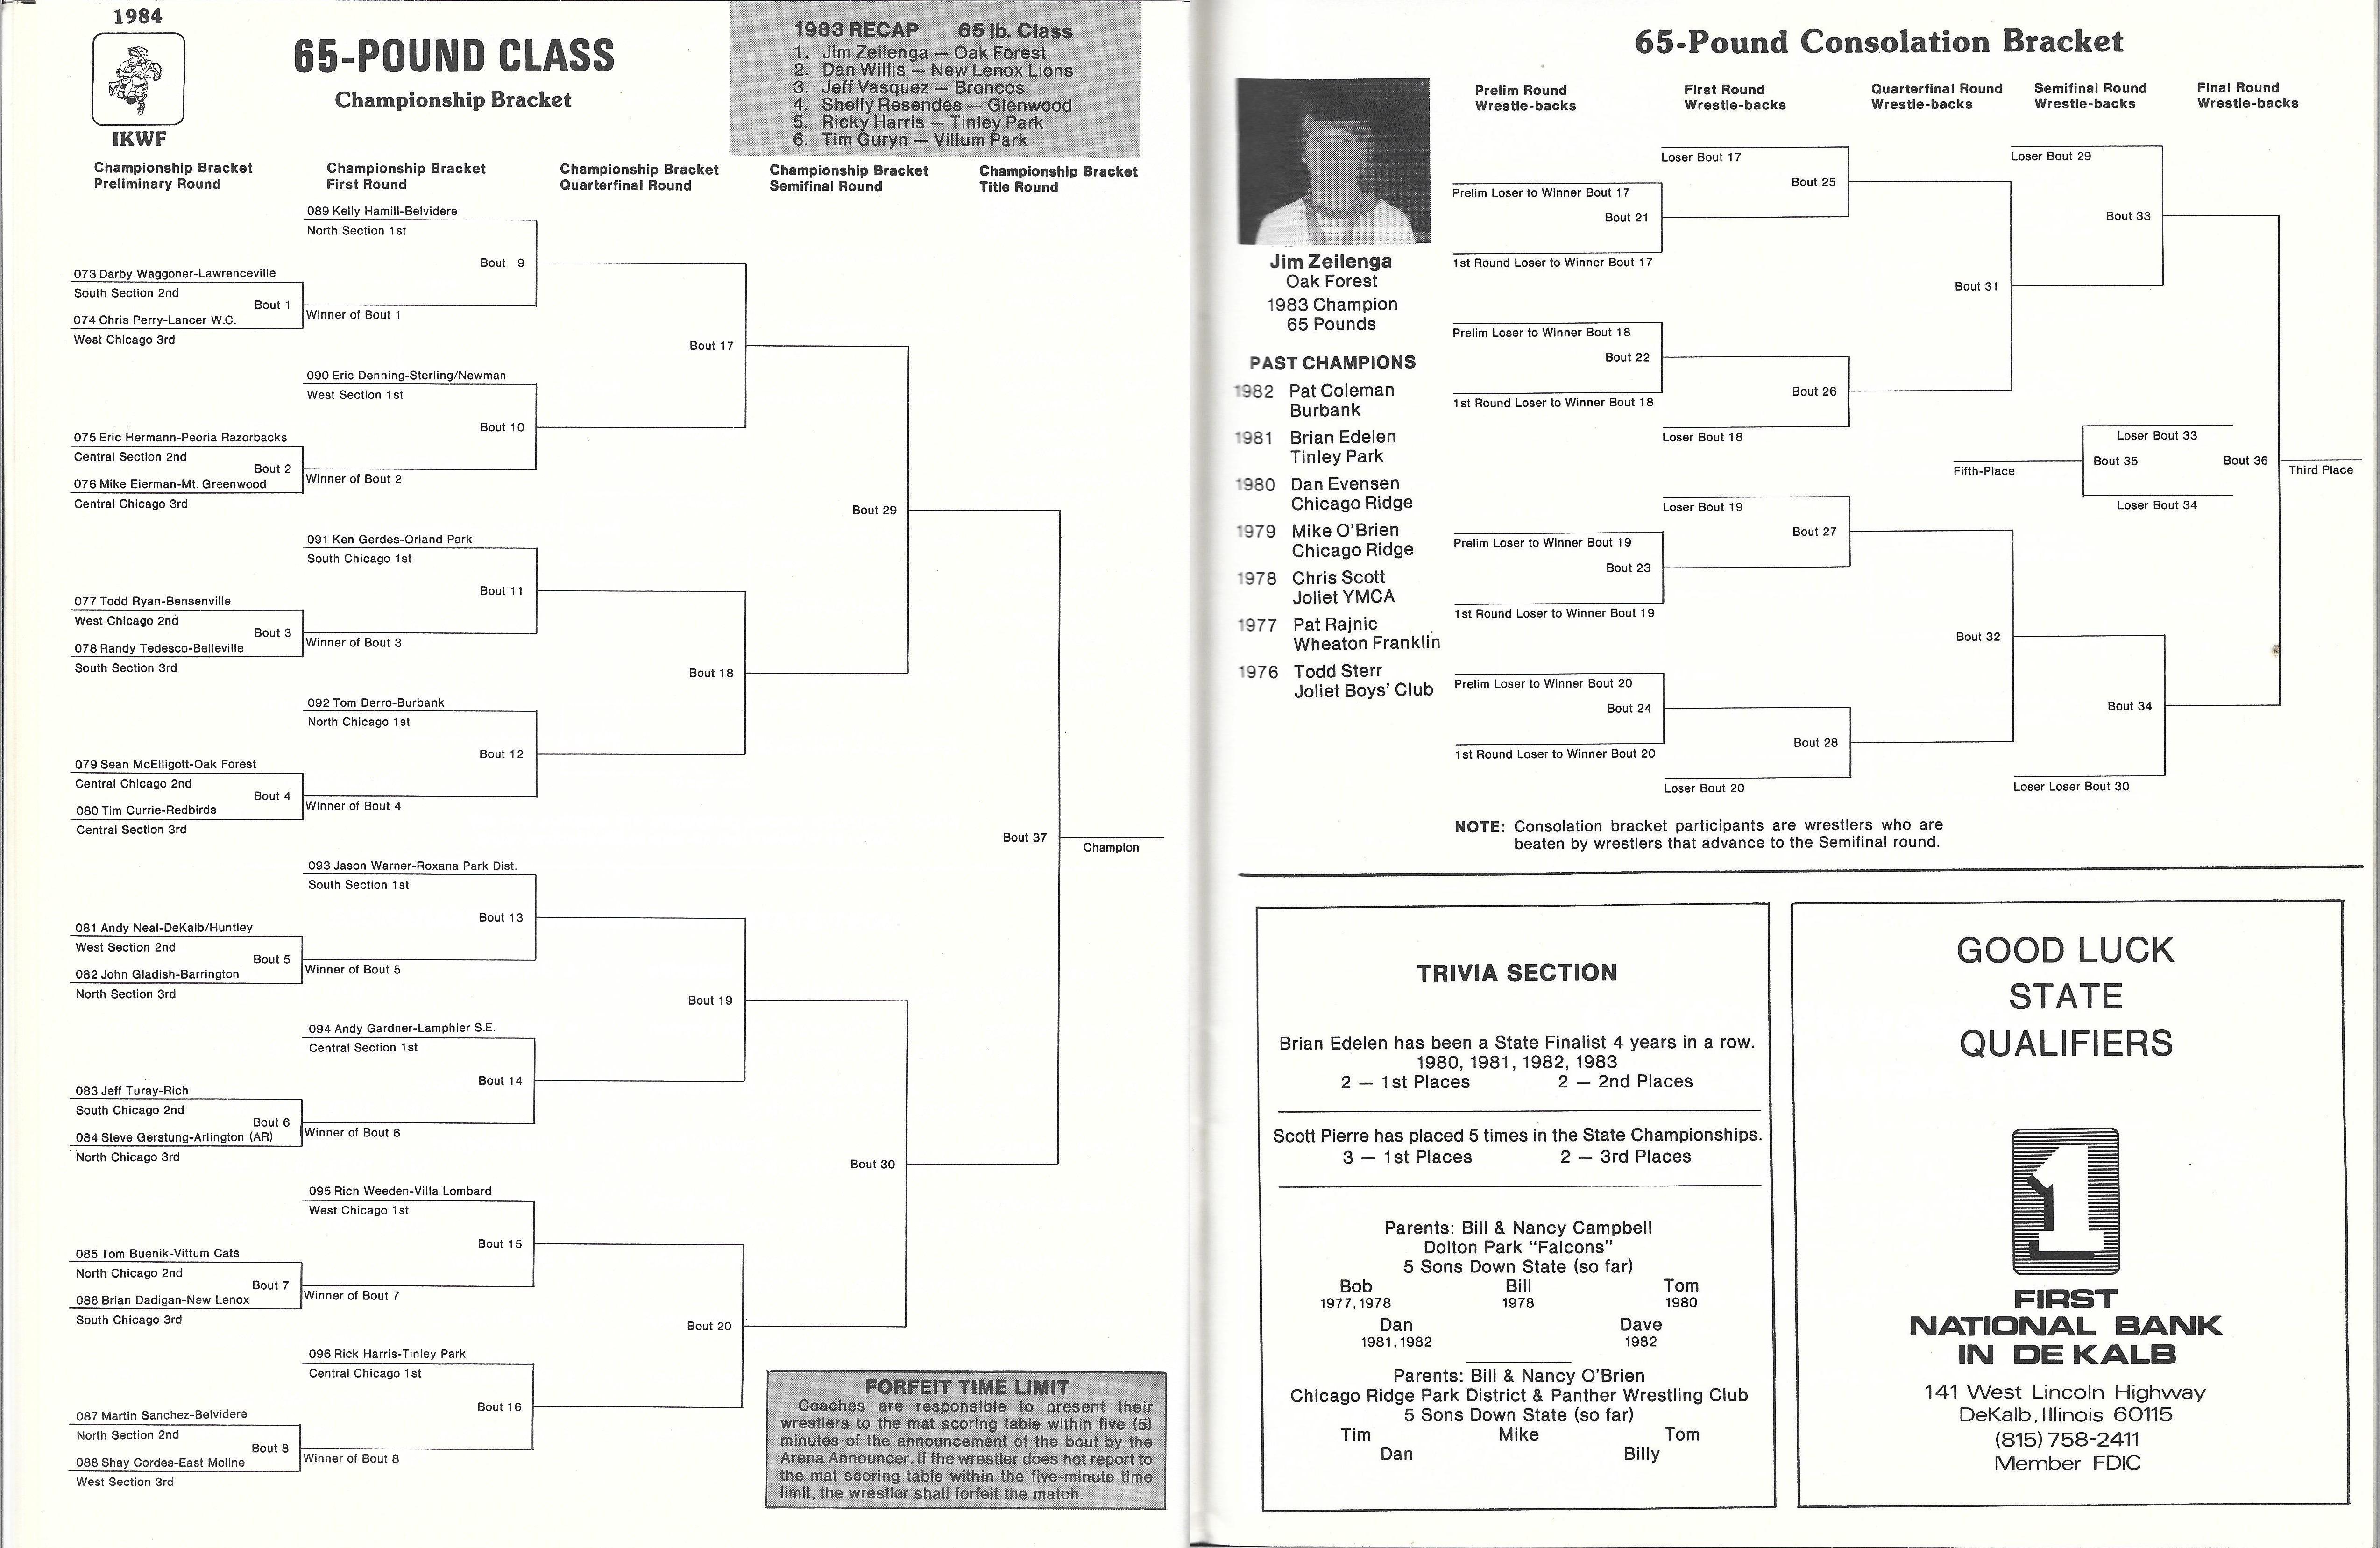 1984
IKWF
65-POUND CLASS
Championship Bracket
1983 RECAP 65 lb. Class
1. Jim Zeilenga — Oak Forest
2. Dan Willis — New Lenox Lions
3. Jeff Vasquez — Broncos
4. Shelly Resendes — Glenwood
5. Ricky Harris — Tinley Park
6. Tim Guryn — Villum Park
Championship Bracket
Preliminary Round
Championship Bracket
First Round
Championship Bracket
Quarterfinal Round
Championship Bracket
Semifinal Round
Championship Bracket
Title Round
089 Kelly Hamill-Belvidere
North Section 1st
Bout 9
073 Darby Waggoner-Lawrenceville
South Section 2nd
Bout 1
074 Chris Perry-Lancer W.C.
West Chicago 3rd
Winner of Bout 1
Bout 17
090 Eric Denning-Sterling/Newman
West Section 1st
Bout 10
075 Eric Hermann-Peoria Razorbacks
Central Section 2nd
Bout 2
076 Mike Eierman-Mt. Greenwood
Central Chicago 3rd
Winner of Bout 2
Bout 29
091 Ken Gerdes-Orland Park
South Chicago 1st
Bout 11
077 Todd Ryan-Bensenville
West Chicago 2nd
Bout 3
078 Randy Tedesco-Belleville
South Section 3rd
Winner of Bout 3
Bout 18
092 Tom Derro-Burbank
North Chicago 1st
Bout 12
079 Sean McElligott-Oak Forest
Central Chicago 2nd
Bout 4
080 Tim Currie-Redbirds
Central Section 3rd
Winner of Bout 4
Bout 37
Champion
093 Jason Warner-Roxana Park Dist.
South Section 1st
Bout 13
081 Andy Neal-DeKalb/Huntley
West Section 2nd
Bout 5
082 John Gladish-Barrington
North Section 3rd
Winner of Bout 5
Bout 19
094 Andy Gardner-Lamphier S.E.
Central Section 1st
Bout 14
083 Jeff Turay-Rich
South Chicago 2nd
Bout 6
084 Steve Gerstung-Arlington (AR)
North Chicago 3rd
Winner of Bout 6
Bout 30
095 Rich Weeden-Villa Lombard
West Chicago 1st
Bout 15
085 Tom Buenik-Vittum Cats
North Chicago 2nd
Bout 7
086 Brian Dadigan-New Lenox
South Chicago 3rd
Winner of Bout 7
Bout 20
096 Rick Harris-Tinley Park
Central Chicago 1st
Bout 16
087 Martin Sanchez-Belvidere
North Section 2nd
Bout 8
088 Shay Cordes-East Moline
West Section 3rd
Winner of Bout 8
FORFEIT TIME LIMIT
Coaches are responsible to present their
wrestlers to the mat scoring table within five (5)
minutes of the announcement of the bout by the
Arena Announcer. If the wrestler does not report to
the mat scoring table within the five-minute time
limit, the wrestler shall forfeit the match.
65-Pound Consolation Bracket
Prelim Round
Wrestle-backs
First Round
Wrestle-backs
Quarterfinal Round
Wrestle-backs
Semifinal Round
Wrestle-backs
Final Round
Wrestle-backs
Jim Zeilenga
Oak Forest
1983 Champion
65 Pounds
PAST CHAMPIONS
1982 Pat Coleman
Burbank
1981 Brian Edelen
Tinley Park
1980 Dan Evensen
Chicago Ridge
1979 Mike O'Brien
Chicago Ridge
1978 Chris Scott
Joliet YMCA
1977 Pat Rajnic
Wheaton Franklin
1976 Todd Sterr
Joliet Boys' Club
Loser Bout 17
Bout 25
Prelim Loser to Winner Bout 17
Bout 21
1st Round Loser to Winner Bout 17
Loser Bout 29
Bout 33
Bout 31
Prelim Loser to Winner Bout 18
Bout 22
1st Round Loser to Winner Bout 18
Bout 26
Loser Bout 18
Loser Bout 33
Fifth-Place
Bout 35
Loser Bout 34
Bout 36
Third Place
Loser Bout 19
Bout 27
Prelim Loser to Winner Bout 19
Bout 23
1st Round Loser to Winner Bout 19
Bout 32
Prelim Loser to Winner Bout 20
Bout 24
1st Round Loser to Winner Bout 20
Bout 28
Loser Bout 20
Bout 34
Loser Loser Bout 30
NOTE: Consolation bracket participants are wrestlers who are
beaten by wrestlers that advance to the Semifinal round.
TRIVIA SECTION
Brian Edelen has been a State Finalist 4 years in a row.
1980, 1981, 1982, 1983
2 — 1st Places 2 — 2nd Places
Scott Pierre has placed 5 times in the State Championships.
3 — 1st Places 2 — 3rd Places
Parents: Bill & Nancy Campbell
Dolton Park "Falcons"
5 Sons Down State (so far)
Bob Bill Tom
1977, 1978 1978 1980
Dan Dave
1981, 1982 1982
Parents: Bill & Nancy O'Brien
Chicago Ridge Park District & Panther Wrestling Club
5 Sons Down State (so far)
Tim Mike Tom
Dan Billy
GOOD LUCK
STATE
QUALIFIERS
1
FIRST
NATIONAL BANK
IN DE KALB
141 West Lincoln Highway
DeKalb, Illinois 60115
(815) 758-2411
Member FDIC